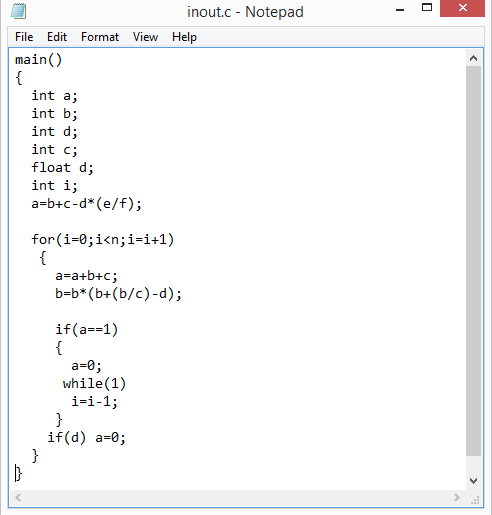 inout.c - Notepad
File Edit Format View Help
main()
{
  int a;
  int b;
  int d;
  int c;
  float d;
  int i;
  a=b+c-d*(e/f);

  for(i=0;i<n;i=i+1)
   {
     a=a+b+c;
     b=b*(b+(b/c)-d);

     if(a==1)
     {
       a=0;
      while(1)
       i=i-1;
     }
    if(d) a=0;
  }
}